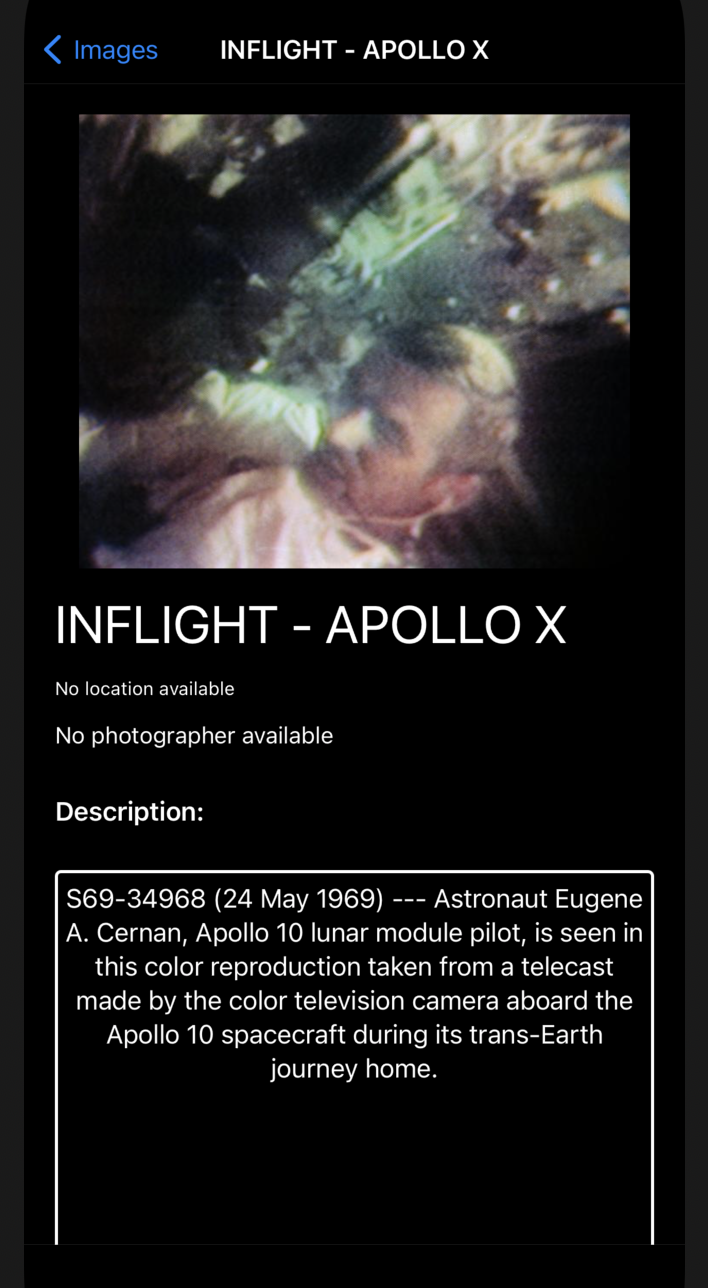 Images
INFLIGHT - APOLLO X
INFLIGHT - APOLLO X
No location available
No photographer available
Description:
S69-34968 (24 May 1969) --- Astronaut Eugene
A. Cernan, Apollo 10 lunar module pilot, is seen in
this color reproduction taken from a telecast
made by the color television camera aboard the
Apollo 10 spacecraft during its trans-Earth
journey home.